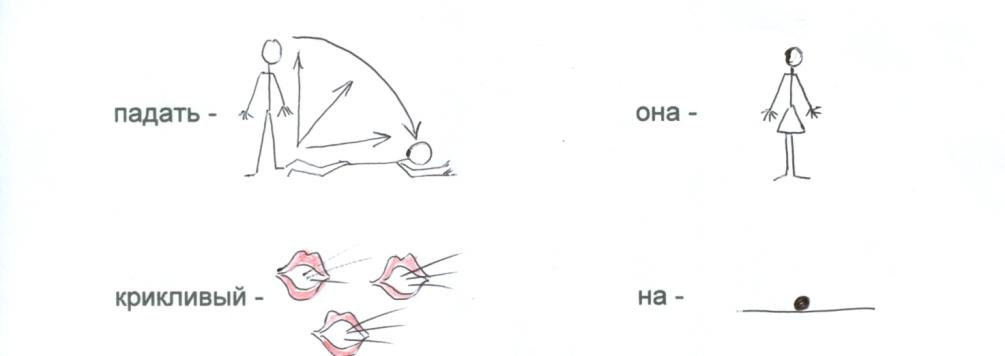 падать -
она -
крикливый -
на -